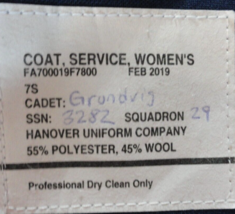 COAT, SERVICE, WOMEN'S
FA700019F7800 FEB 2019
7S
CADET: Grondvig
SSN: 3282 SQUADRON 29
HANOVER UNIFORM COMPANY
55% POLYESTER, 45% WOOL
Professional Dry Clean Only